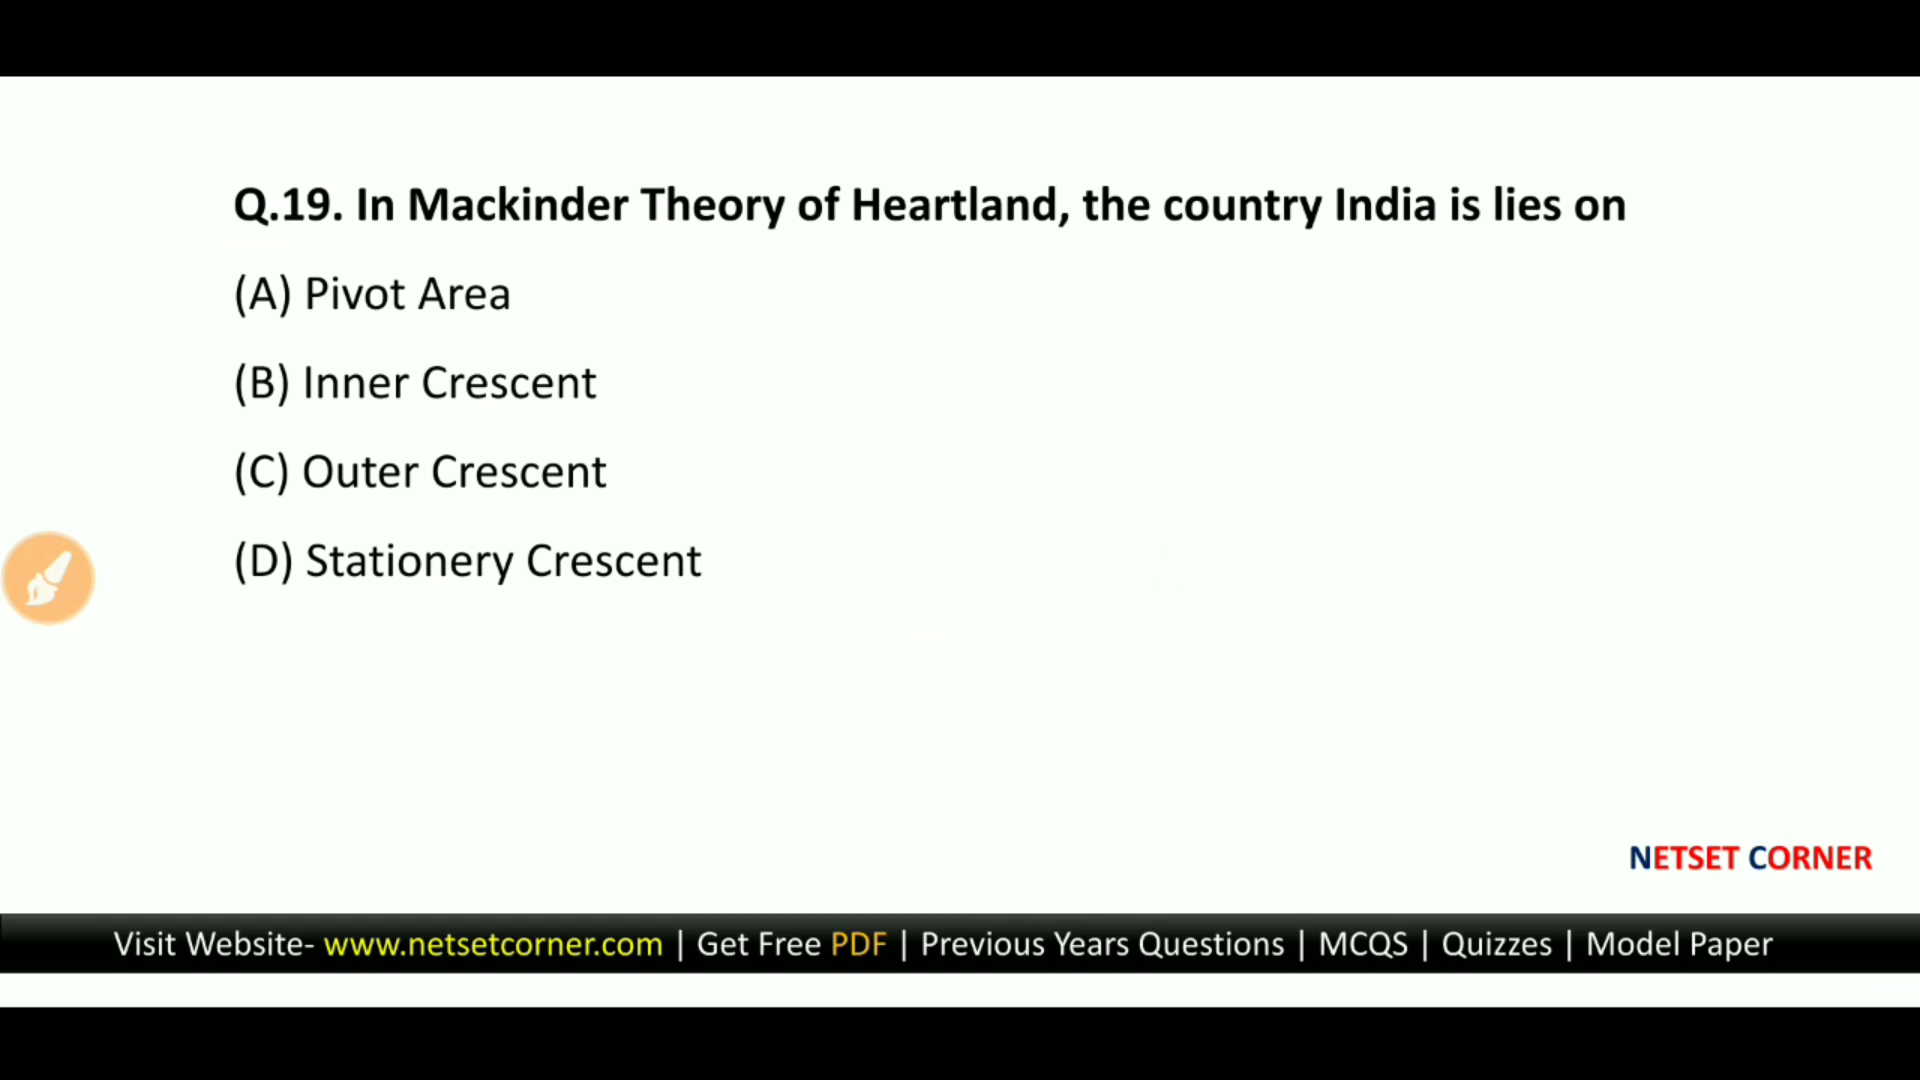 Q.19. In Mackinder Theory of Heartland, the country India is lies on
(A) Pivot Area
(B) Inner Crescent
(C) Outer Crescent
(D) Stationery Crescent
NETSET CORNER
Visit Website- www.netsetcorner.com | Get Free PDF | Previous Years Questions | MCQS | Quizzes | Model Paper